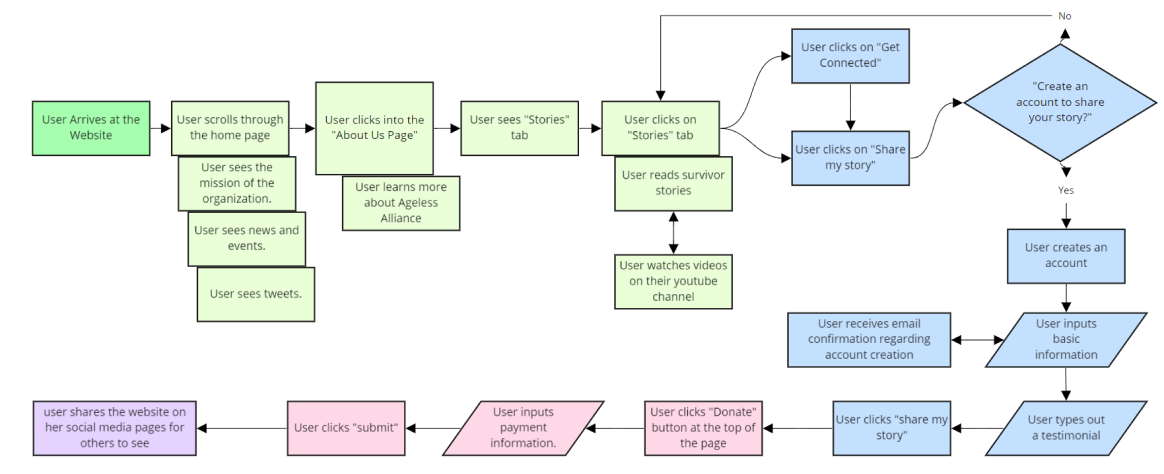 User Arrives at the
Website
User scrolls through
the home page
User sees the
mission of the
organization.
User sees news and
events.
User sees tweets.
User clicks into the
"About Us Page"
User learns more
about Ageless
Alliance
User sees "Stories"
tab
User clicks on
"Stories" tab
User reads survivor
stories
User watches videos
on their youtube
channel
User clicks on "Get
Connected"
User clicks on "Share
my story"
No
"Create an
account to share
your story?"
Yes
User creates an
account
User inputs
basic
information
User receives email
confirmation regarding
account creation
User types out
a testimonial
User clicks "share my
story"
User clicks "Donate"
button at the top of
the page
User inputs
payment
information.
User clicks "submit"
user shares the website on
her social media pages for
others to see